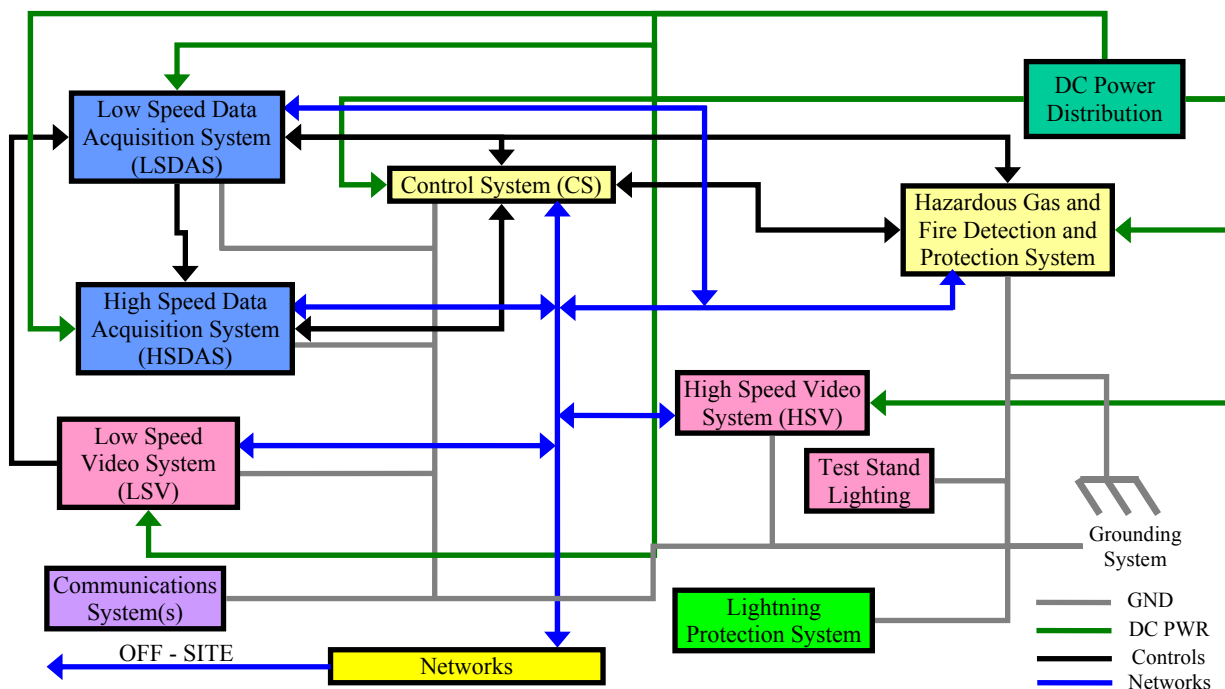 Low Speed Data
Acquisition System
(LSDAS)
DC Power
Distribution
Control System (CS)
Hazardous Gas and
Fire Detection and
Protection System
High Speed Data
Acquisition System
(HSDAS)
High Speed Video
System (HSV)
Low Speed
Video System
(LSV)
Test Stand
Lighting
Grounding
System
Communications
System(s)
Lightning
Protection System
GND
DC PWR
Controls
Networks
OFF - SITE
Networks